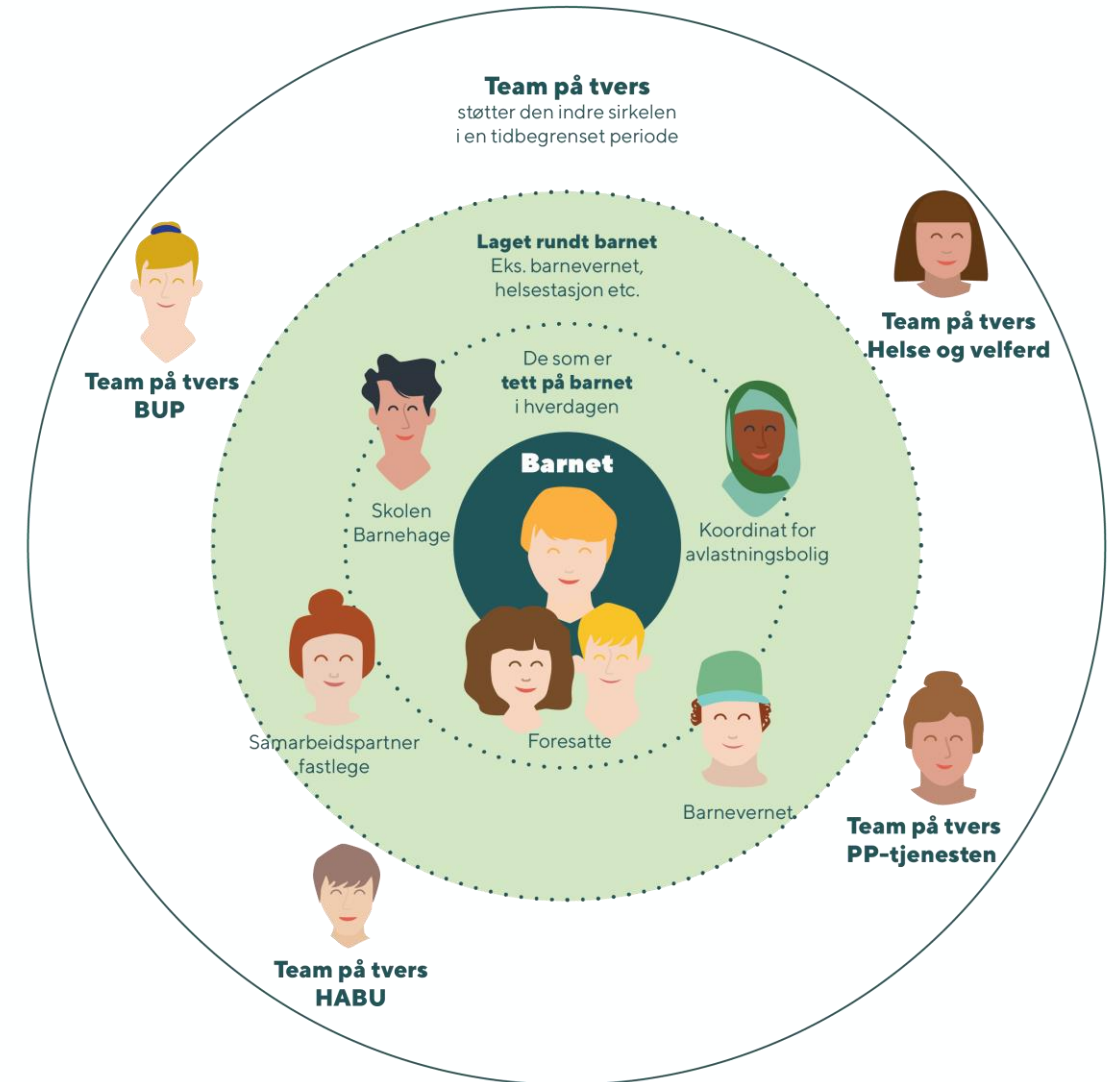 Team på tvers
støtter den indre sirkelen
i en tidbegrenset periode
Laget rundt barnet
Eks. barnevernet,
helsestasjon etc.
Team på tvers
Helse og velferd
Team på tvers
BUP
De som er
tett på barnet
i hverdagen
Barnet
Skolen
Barnehage
Koordinat for
avlastningsbolig
Samarbeidspartner
fastlege
Foresatte
Barnevernet
Team på tvers
PP-tjenesten
Team på tvers
HABU